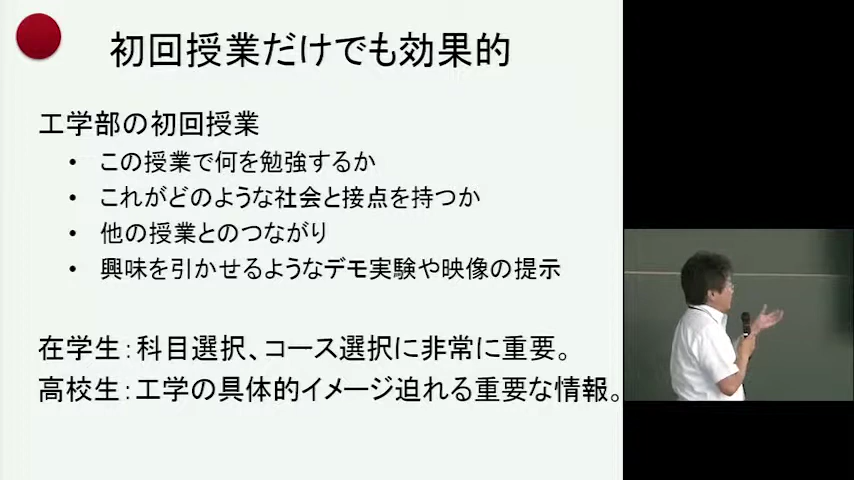 初回授業だけでも効果的
工学部の初回授業
• この授業で何を勉強するか
• これがどのような社会と接点を持つか
• 他の授業とのつながり
• 興味を引かせるようなデモ実験や映像の提示
在学生：科目選択、コース選択に非常に重要。
高校生：工学の具体的イメージ迫れる重要な情報。